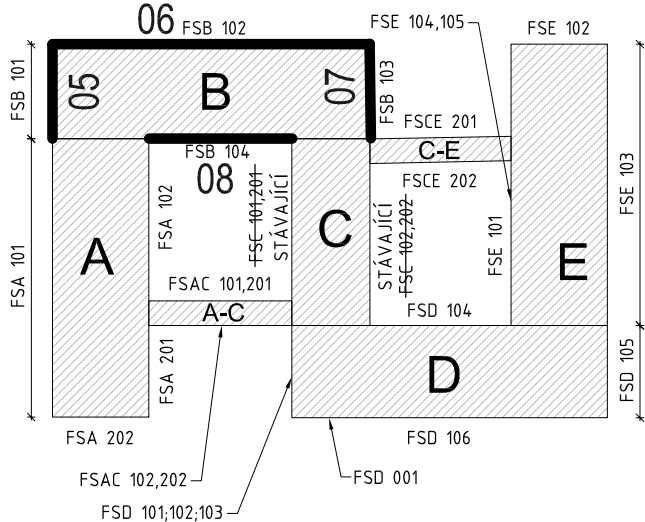 06
FSB 102
FSE 104,105
FSE 102
FSB 101
05
B
07
FSB 103
FSCE 201
C-E
FSB 104
08
FSCE 202
FSA 101
A
FSA 102
FSC 101,201
STÁVAJÍCÍ
C
STÁVAJÍCÍ
FSC 102,202
FSE 101
E
FSE 103
FSAC 101,201
A-C
FSD 104
FSA 201
D
FSD 105
FSA 202
FSD 106
FSAC 102,202
FSD 001
FSD 101;102;103